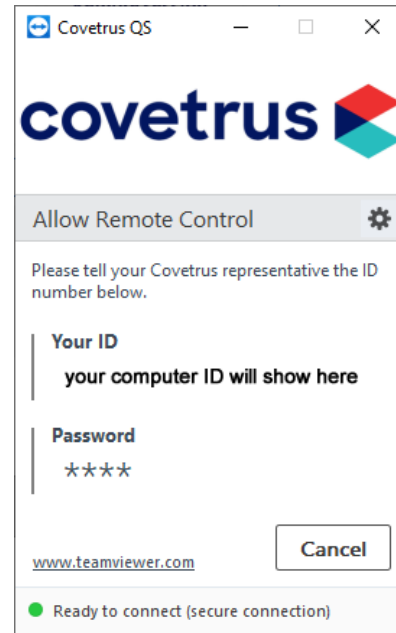 Covetrus QS
covetrus
Allow Remote Control
Please tell your Covetrus representative the ID
number below.
Your ID
your computer ID will show here
Password
****
Cancel
www.teamviewer.com
Ready to connect (secure connection)